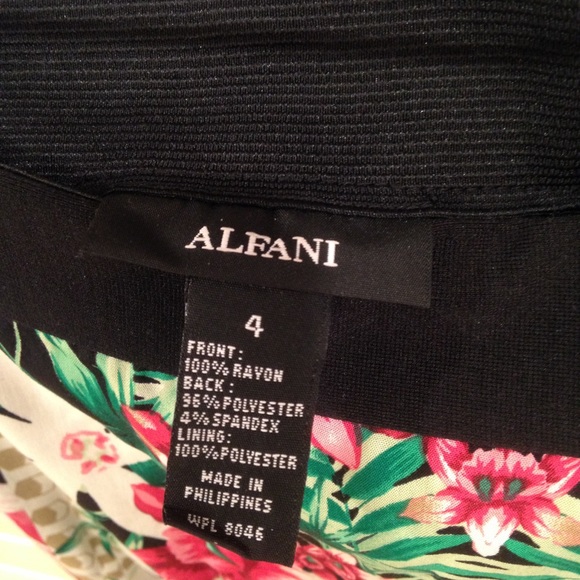 ALFANI
4
FRONT:
100% RAYON
BACK:
96% POLYESTER
4% SPANDEX
LINING:
100% POLYESTER
MADE IN
PHILIPPINES
WPL 8046